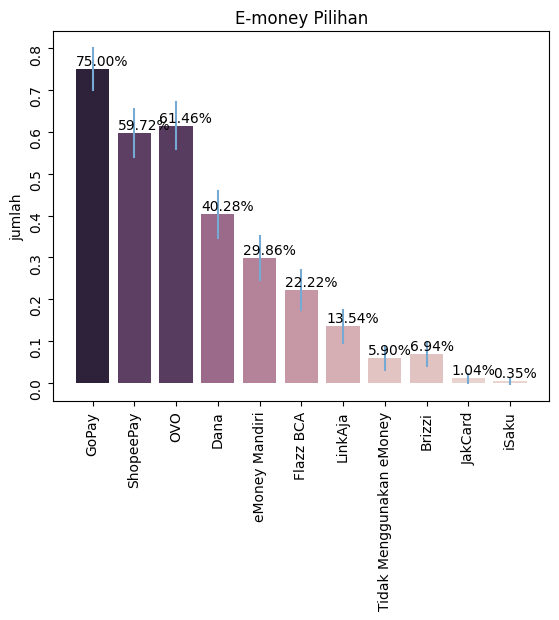 E-money Pilihan
jumlah
0.8
0.7
0.6
0.5
0.4
0.3
0.2
0.1
0.0
75.00%
59.72%
61.46%
40.28%
29.86%
22.22%
13.54%
5.90%
6.94%
1.04%
0.35%
GoPay
ShopeePay
OVO
Dana
eMoney Mandiri
Flazz BCA
LinkAja
Tidak Menggunakan eMoney
Brizzi
JakCard
iSaku